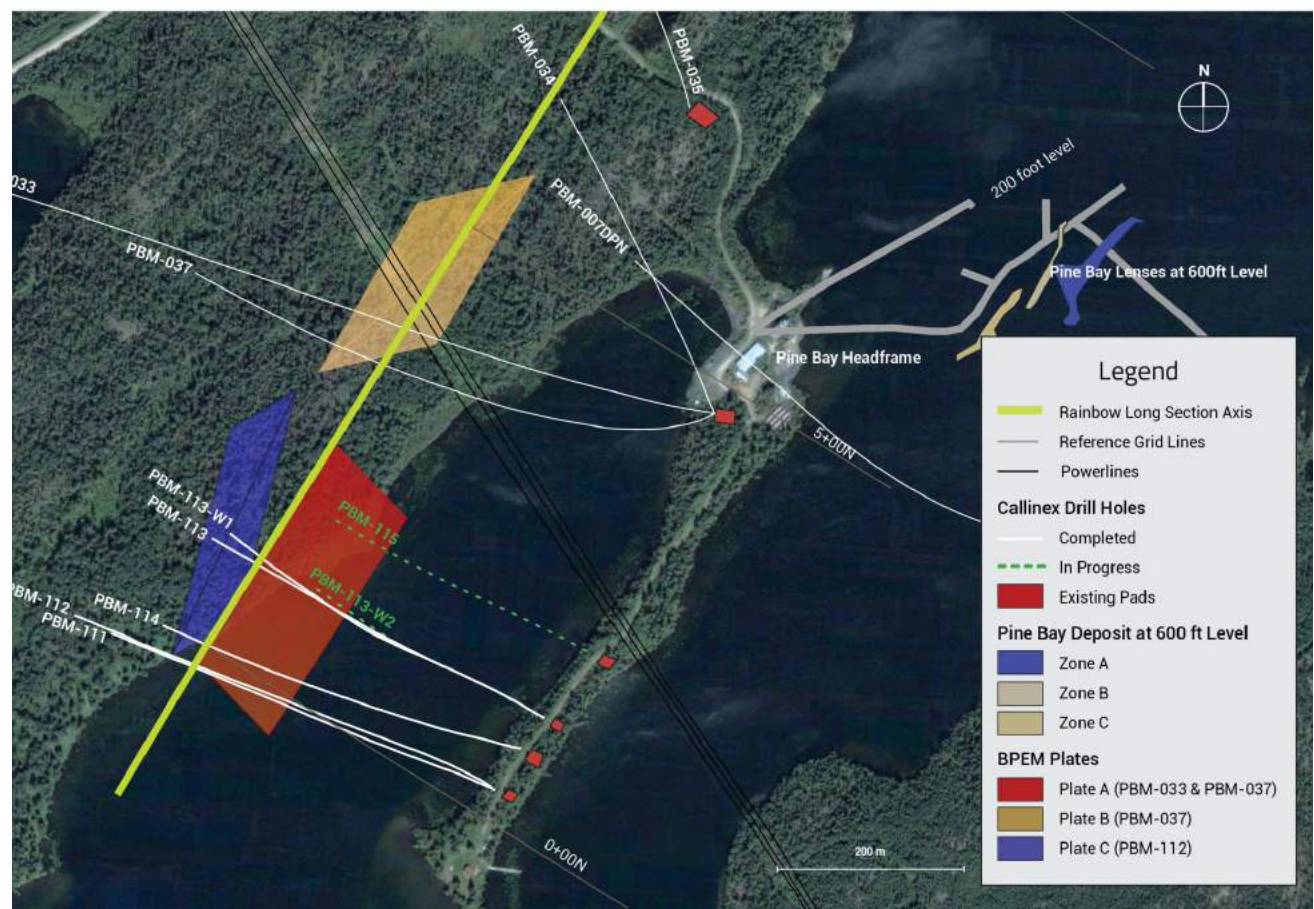 N
PBM-034
PBM-035
033
PBM-037
PBM-007DPN
200 foot level
Pine Bay Lenses at 600ft Level
Pine Bay Headframe
5+00N
PBM-113-W1
PBM-113
PBM-115
PBM-113-W2
PBM-112
PBM-114
PBM-111
0+00N
200 m
Legend
Rainbow Long Section Axis
Reference Grid Lines
Powerlines
Callinex Drill Holes
Completed
In Progress
Existing Pads
Pine Bay Deposit at 600 ft Level
Zone A
Zone B
Zone C
BPEM Plates
Plate A (PBM-033 & PBM-037)
Plate B (PBM-037)
Plate C (PBM-112)